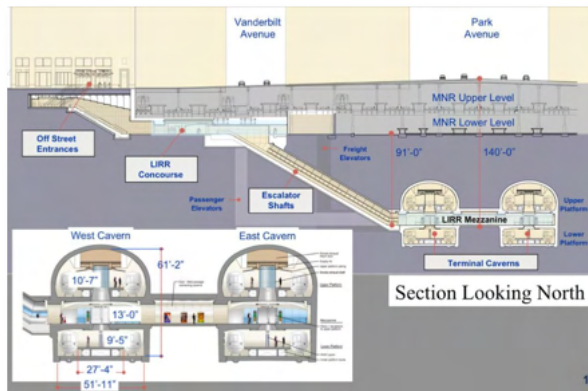 Vanderbilt
Avenue
Park
Avenue
MNR Upper Level
MNR Lower Level
Off Street
Entrances
LIRR
Concourse
Freight
Elevators
91'-0"
140'-0"
Passenger
Elevators
Escalator
Shafts
Upper
Platform
LIRR Mezzanine
Lower
Platform
Terminal Caverns
West Cavern
East Cavern
61'-2"
10'-7"
13'-0"
9'-5"
27'-4"
51'-11"
Section Looking North